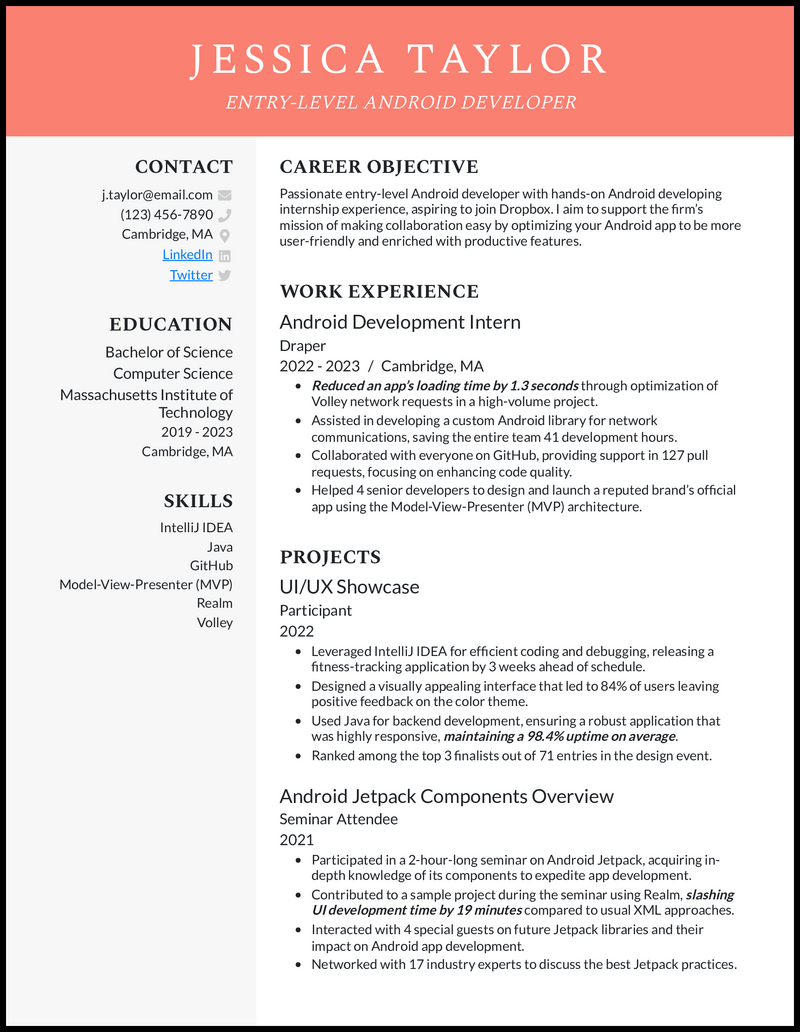 JESSICA TAYLOR
ENTRY-LEVEL ANDROID DEVELOPER
CONTACT
j.taylor@email.com
(123) 456-7890
Cambridge, MA
LinkedIn
Twitter
EDUCATION
Bachelor of Science
Computer Science
Massachusetts Institute of
Technology
2019 - 2023
Cambridge, MA
SKILLS
IntelliJ IDEA
Java
GitHub
Model-View-Presenter (MVP)
Realm
Volley
CAREER OBJECTIVE
Passionate entry-level Android developer with hands-on Android developing
internship experience, aspiring to join Dropbox. I aim to support the firm's
mission of making collaboration easy by optimizing your Android app to be more
user-friendly and enriched with productive features.
WORK EXPERIENCE
Android Development Intern
Draper
2022 - 2023 / Cambridge, MA
• Reduced an app's loading time by 1.3 seconds through optimization of
Volley network requests in a high-volume project.
• Assisted in developing a custom Android library for network
communications, saving the entire team 41 development hours.
• Collaborated with everyone on GitHub, providing support in 127 pull
requests, focusing on enhancing code quality.
• Helped 4 senior developers to design and launch a reputed brand's official
app using the Model-View-Presenter (MVP) architecture.
PROJECTS
UI/UX Showcase
Participant
2022
• Leveraged IntelliJ IDEA for efficient coding and debugging, releasing a
fitness-tracking application by 3 weeks ahead of schedule.
• Designed a visually appealing interface that led to 84% of users leaving
positive feedback on the color theme.
• Used Java for backend development, ensuring a robust application that
was highly responsive, maintaining a 98.4% uptime on average.
• Ranked among the top 3 finalists out of 71 entries in the design event.
Android Jetpack Components Overview
Seminar Attendee
2021
• Participated in a 2-hour-long seminar on Android Jetpack, acquiring in-
depth knowledge of its components to expedite app development.
• Contributed to a sample project during the seminar using Realm, slashing
UI development time by 19 minutes compared to usual XML approaches.
• Interacted with 4 special guests on future Jetpack libraries and their
impact on Android app development.
• Networked with 17 industry experts to discuss the best Jetpack practices.